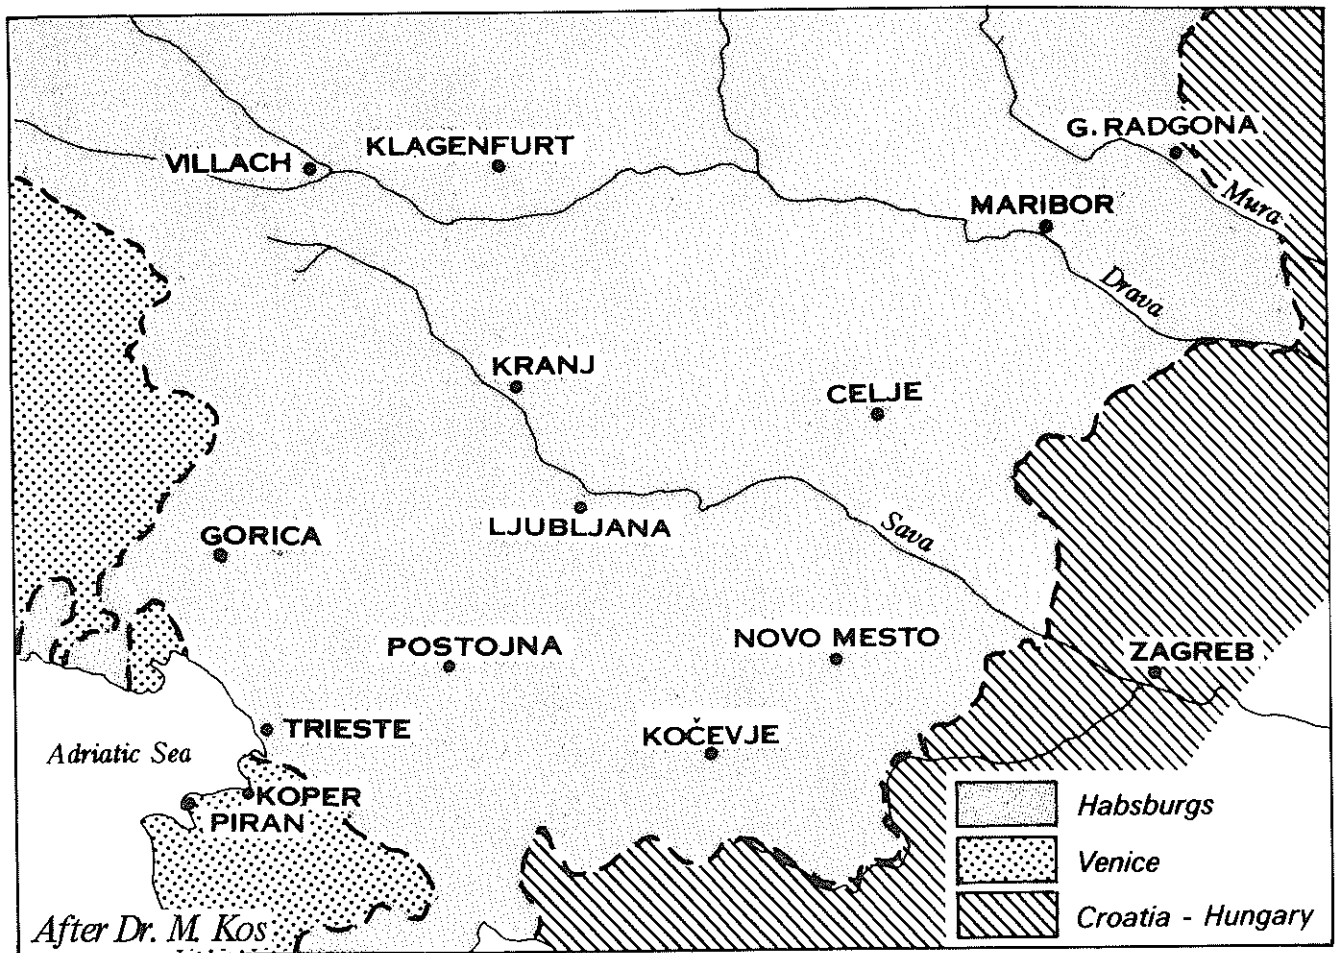 G. RADGONA
KLAGENFURT
VILLACH
MARIBOR
Mura
Drava
KRANJ
CELJE
LJUBLJANA
Sava
GORICA
POSTOJNA
NOVO MESTO
ZAGREB
TRIESTE
KOČEVJE
Adriatic Sea
KOPER
PIRAN
Habsburgs
Venice
Croatia - Hungary
After Dr. M. Kos